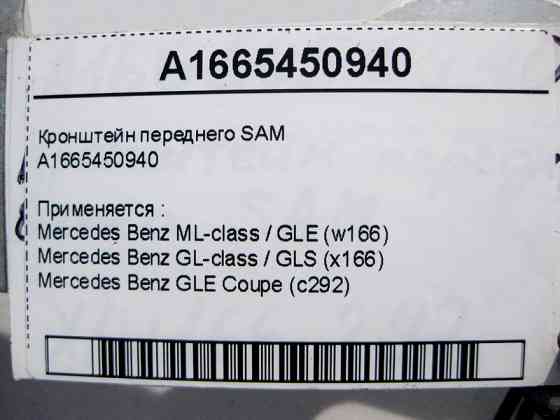 A1665450940
Кронштейн переднего SAM
A1665450940
Применяется :
Mercedes Benz ML-class / GLE (w166)
Mercedes Benz GL-class / GLS (x166)
Mercedes Benz GLE Coupe (c292)